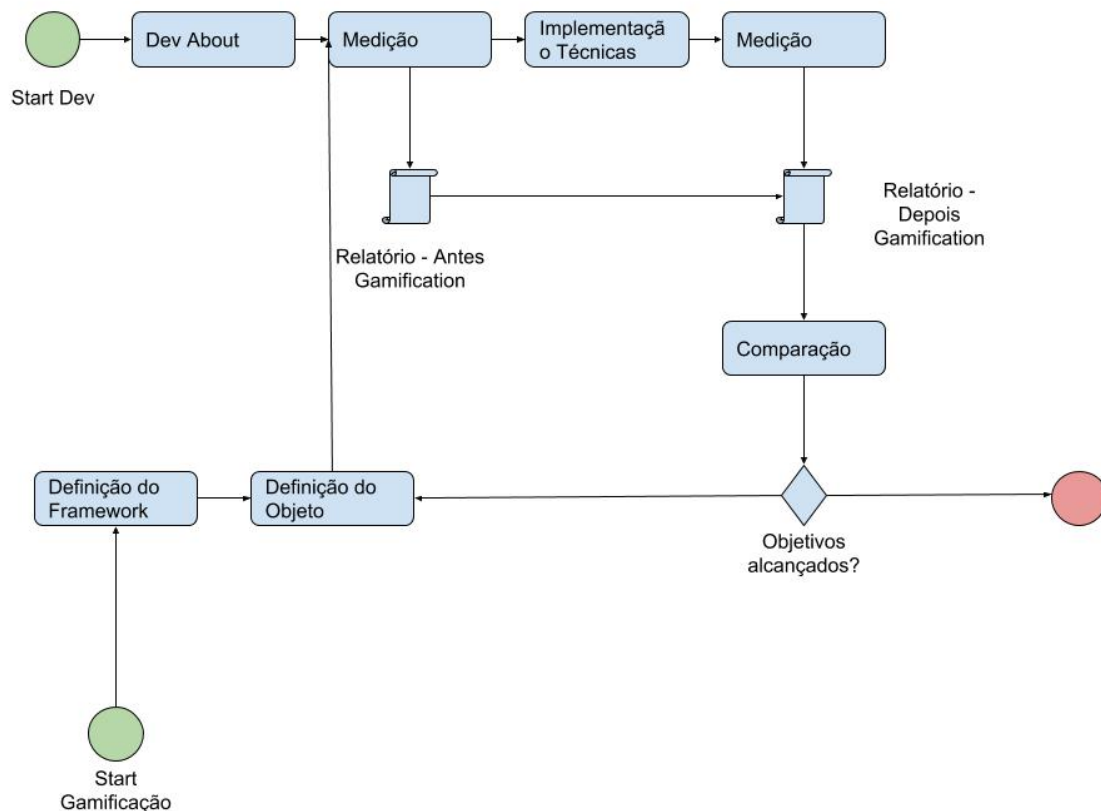 Dev About
Medição
Implementaçã
o Técnicas
Medição
Start Dev
Relatório - Antes
Gamification
Relatório -
Depois
Gamification
Comparação
Definição do
Framework
Definição do
Objeto
Objetivos
alcançados?
Start
Gamificação